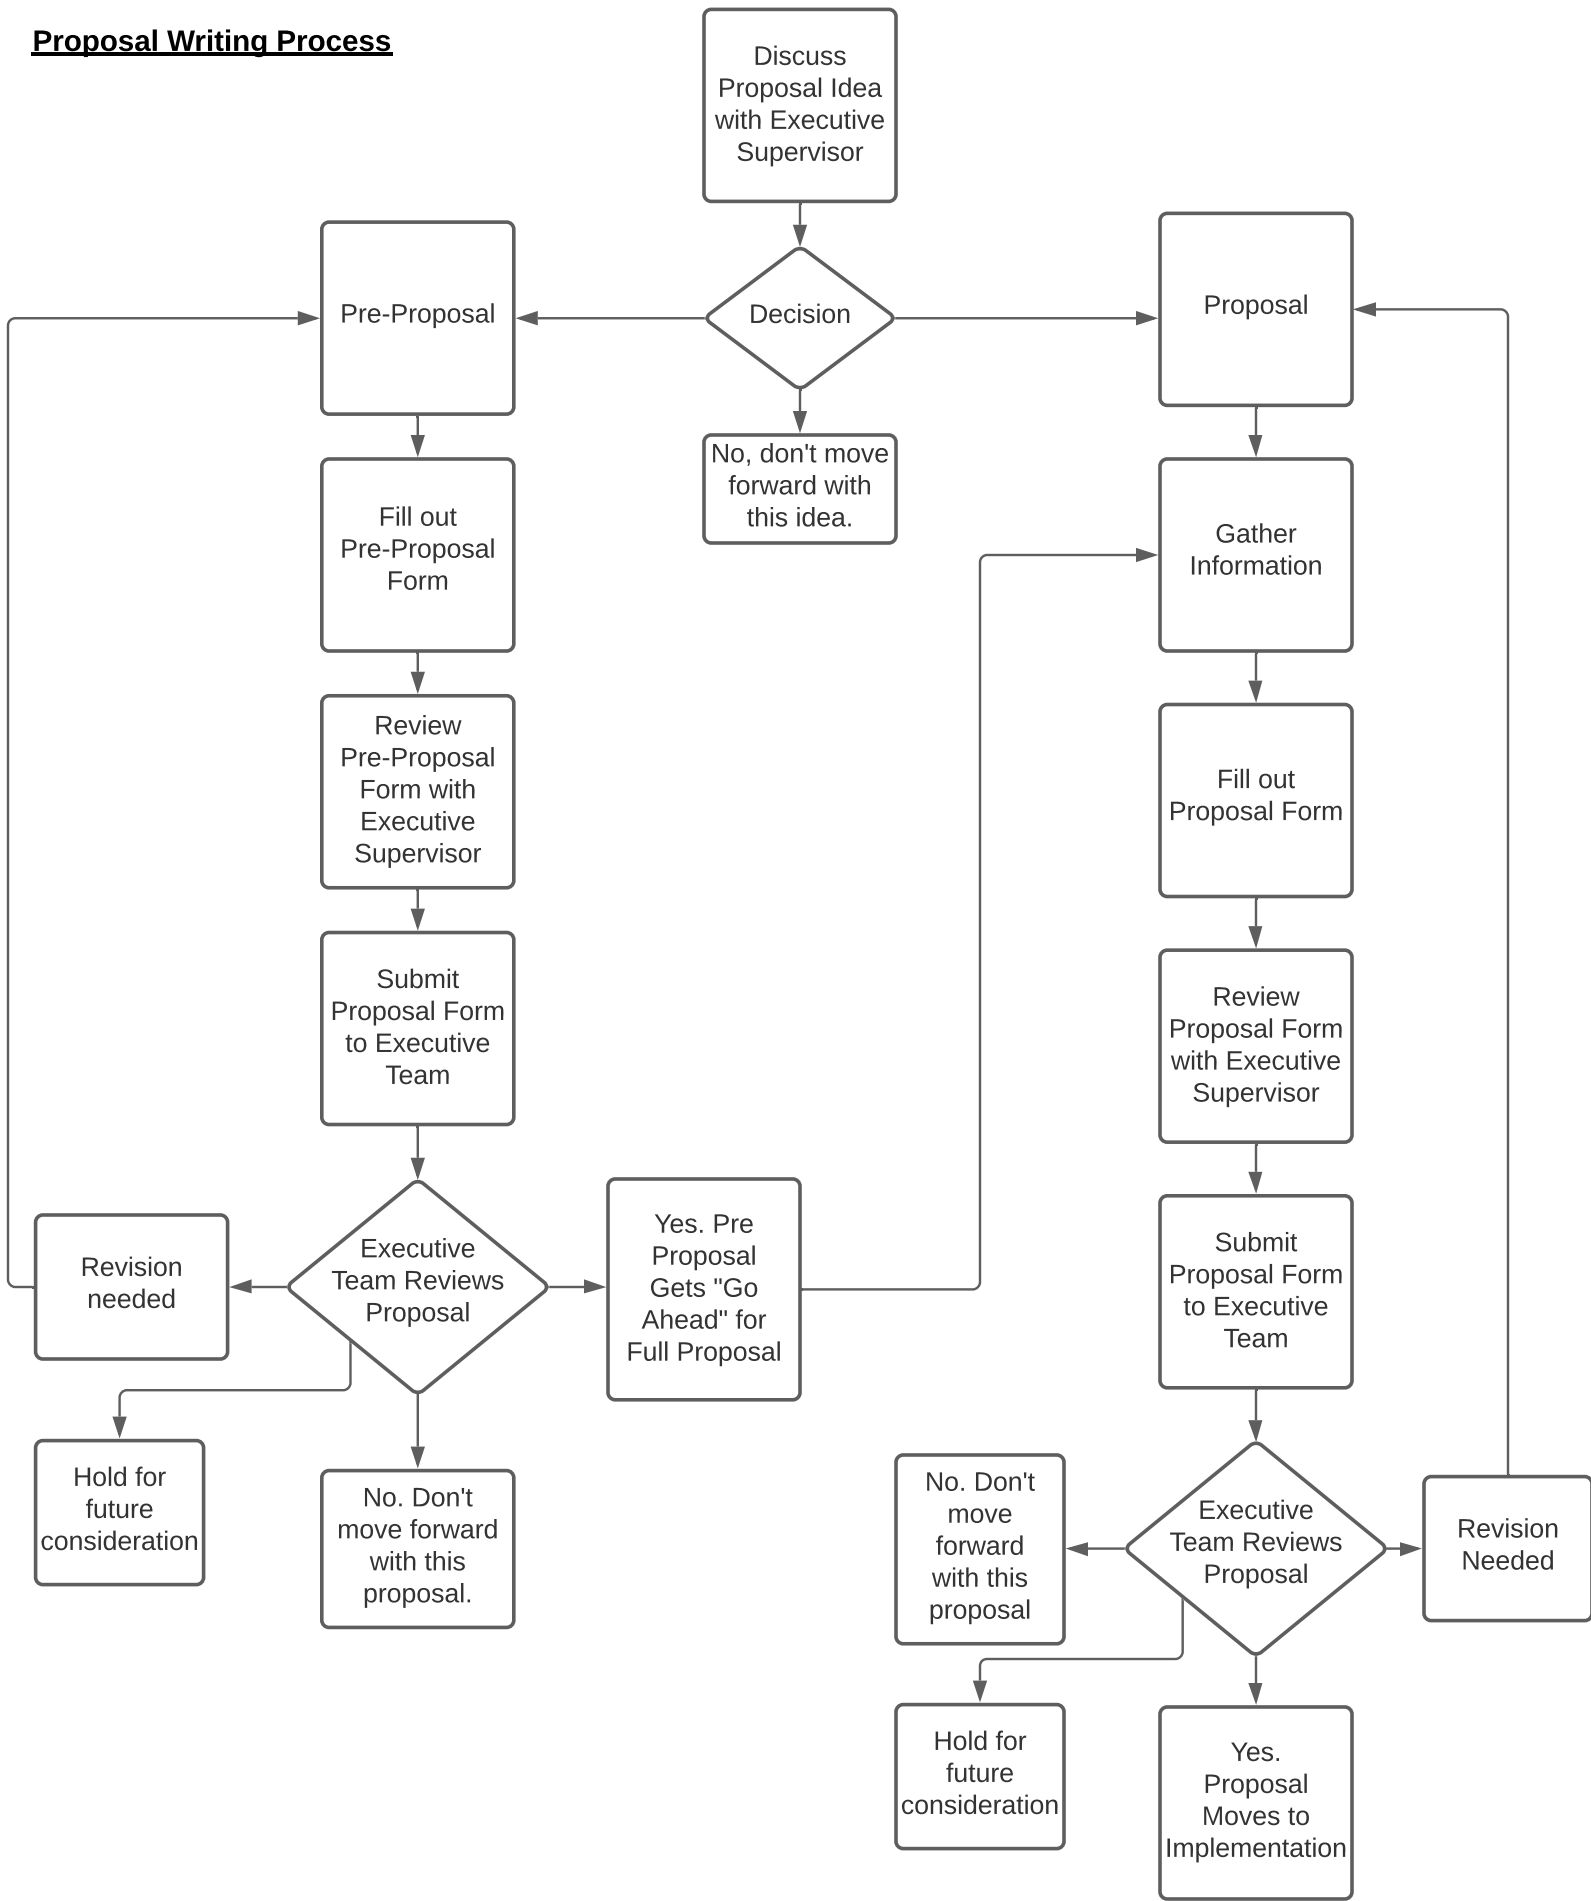 Proposal Writing Process
Discuss
Proposal Idea
with Executive
Supervisor
Pre-Proposal
Decision
Proposal
No, don't move
forward with
this idea.
Fill out
Pre-Proposal
Form
Gather
Information
Review
Pre-Proposal
Form with
Executive
Supervisor
Fill out
Proposal Form
Submit
Proposal Form
to Executive
Team
Review
Proposal Form
with Executive
Supervisor
Revision
needed
Executive
Team Reviews
Proposal
Yes. Pre
Proposal
Gets "Go
Ahead" for
Full Proposal
Submit
Proposal Form
to Executive
Team
Hold for
future
consideration
No. Don't
move forward
with this
proposal.
No. Don't
move
forward
with this
proposal
Executive
Team Reviews
Proposal
Revision
Needed
Hold for
future
consideration
Yes.
Proposal
Moves to
Implementation